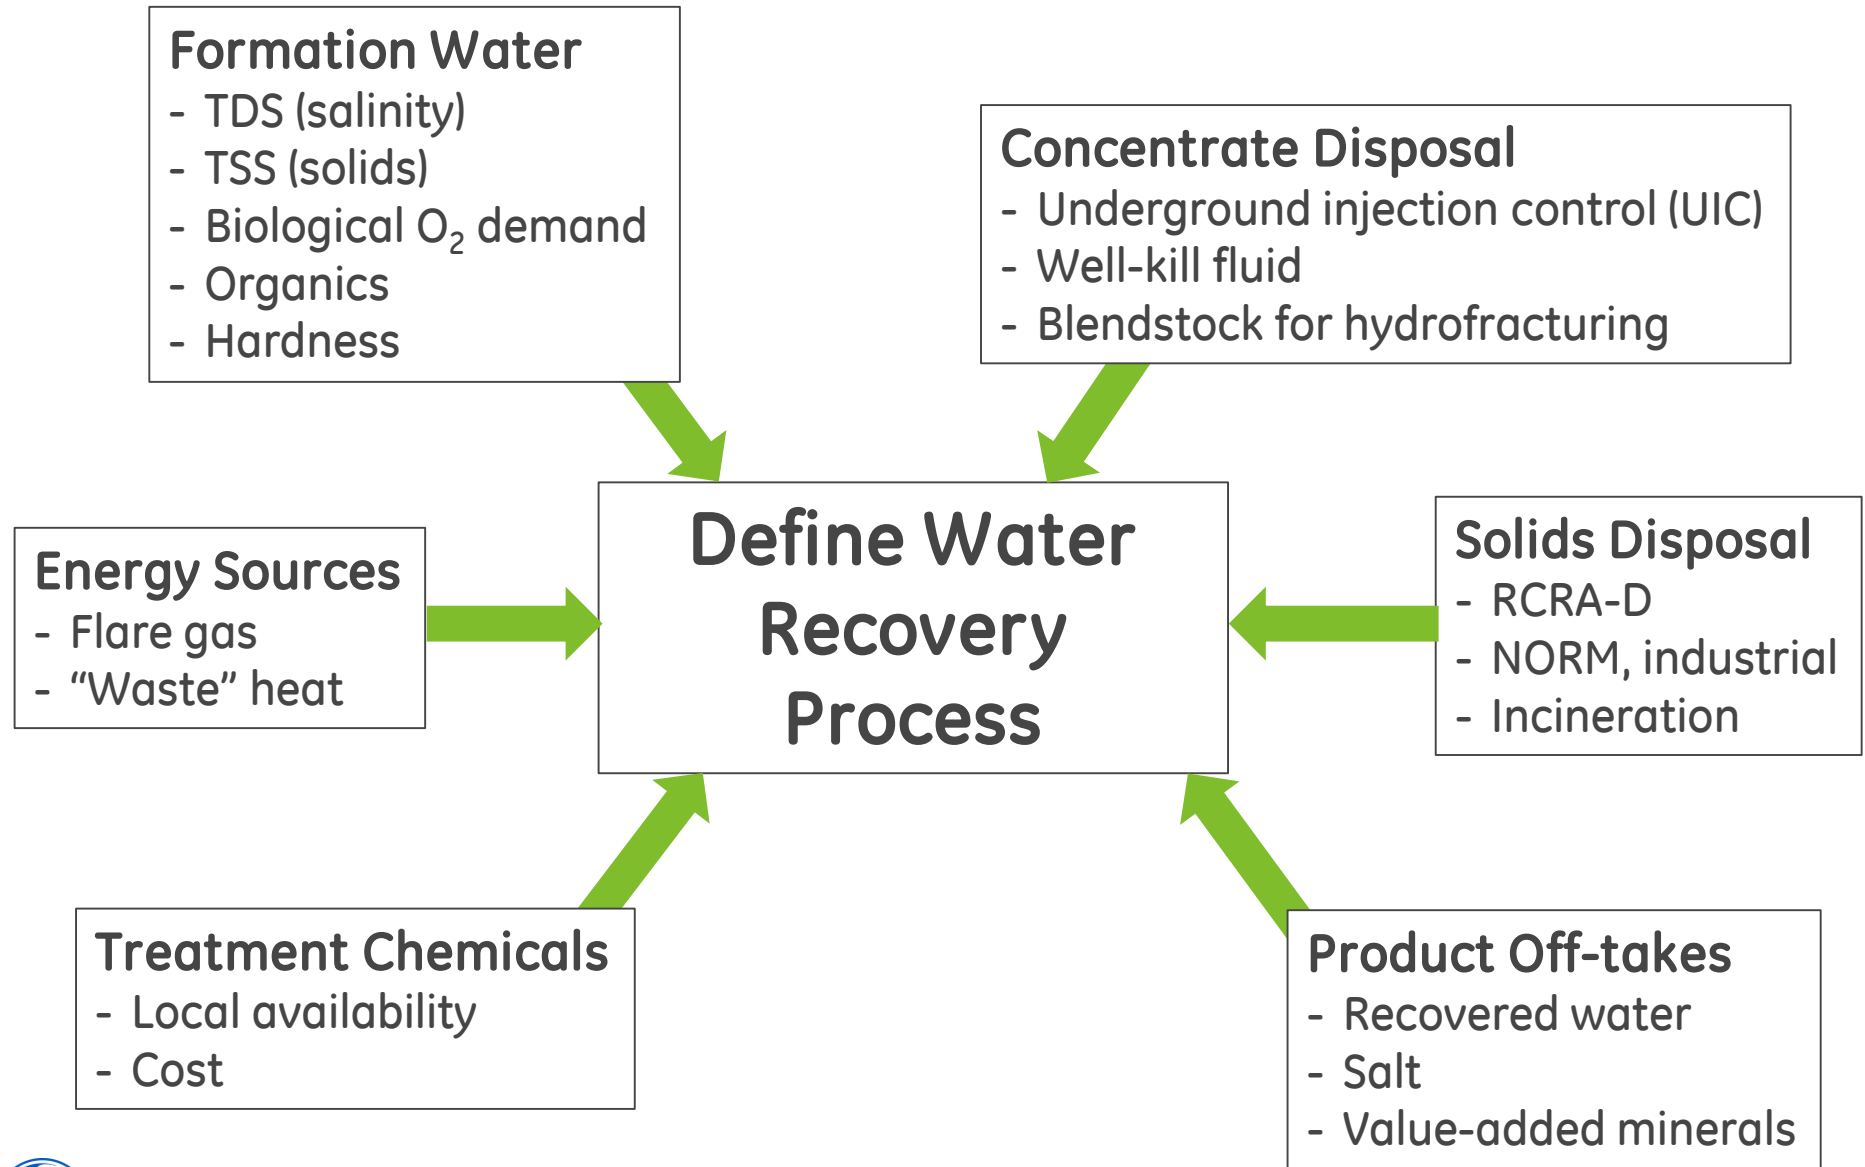 Formation Water
- TDS (salinity)
- TSS (solids)
- Biological O₂ demand
- Organics
- Hardness
Concentrate Disposal
- Underground injection control (UIC)
- Well-kill fluid
- Blendstock for hydrofracturing
Energy Sources
- Flare gas
- “Waste” heat
Define Water
Recovery
Process
Solids Disposal
- RCRA-D
- NORM, industrial
- Incineration
Treatment Chemicals
- Local availability
- Cost
Product Off-takes
- Recovered water
- Salt
- Value-added minerals